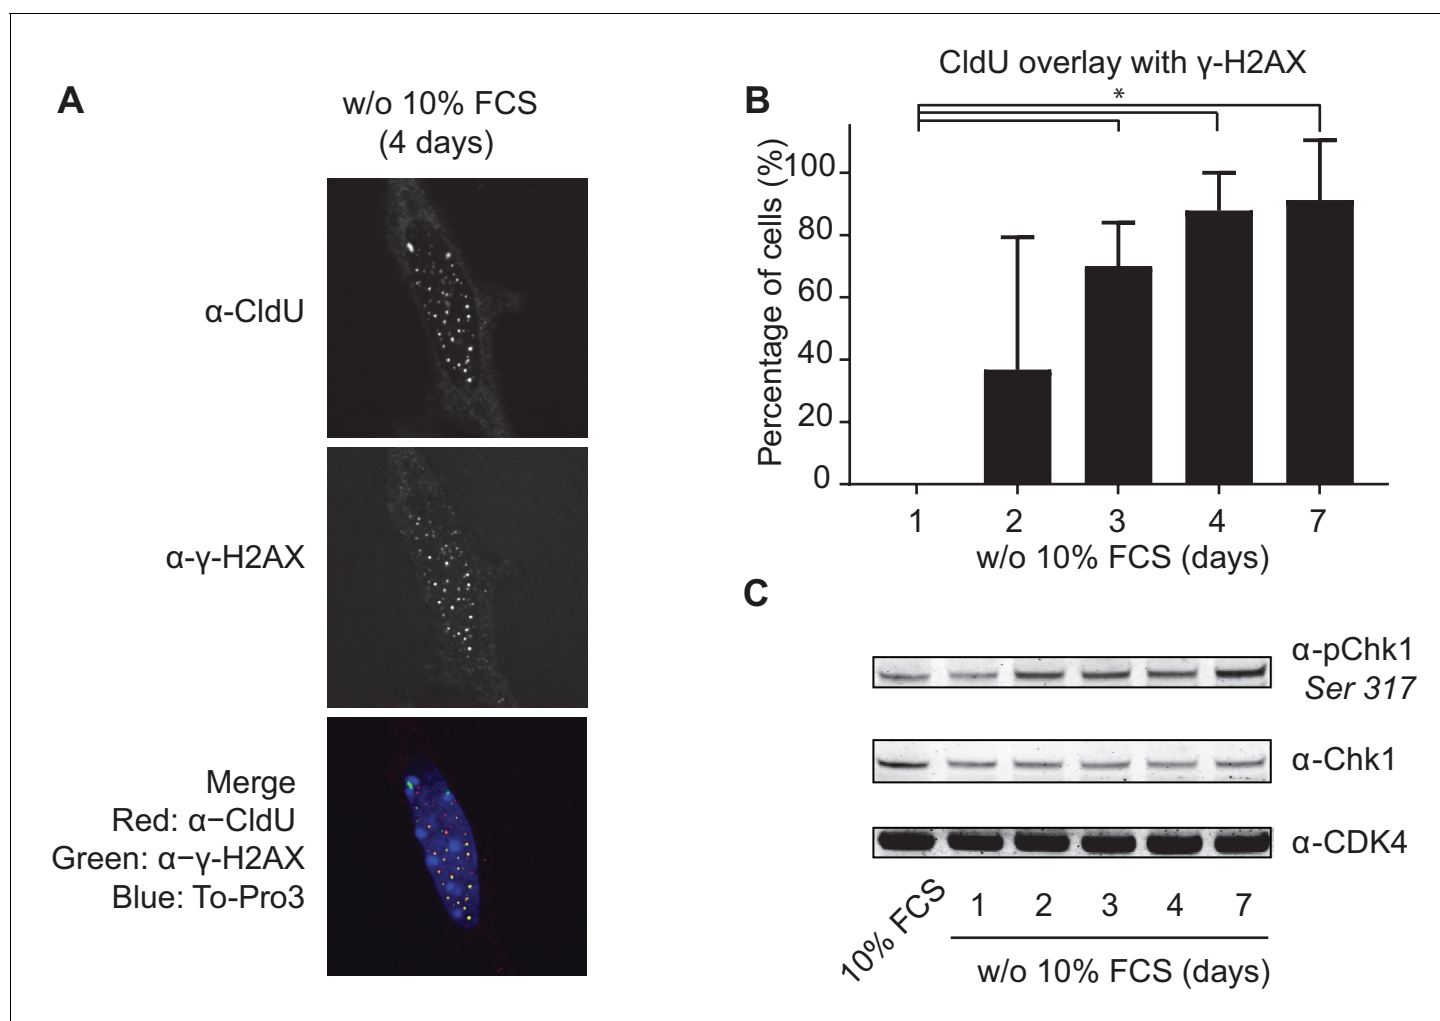 A
w/o 10% FCS
(4 days)
α-CldU
α-γ-H2AX
Merge
Red: α−CldU
Green: α−γ-H2AX
Blue: To-Pro3
B
CldU overlay with γ-H2AX
*
Percentage of cells (%)
100
80
60
40
20
0
1 2 3 4 7
w/o 10% FCS (days)
C
α-pChk1
Ser 317
α-Chk1
α-CDK4
10% FCS
1 2 3 4 7
w/o 10% FCS (days)